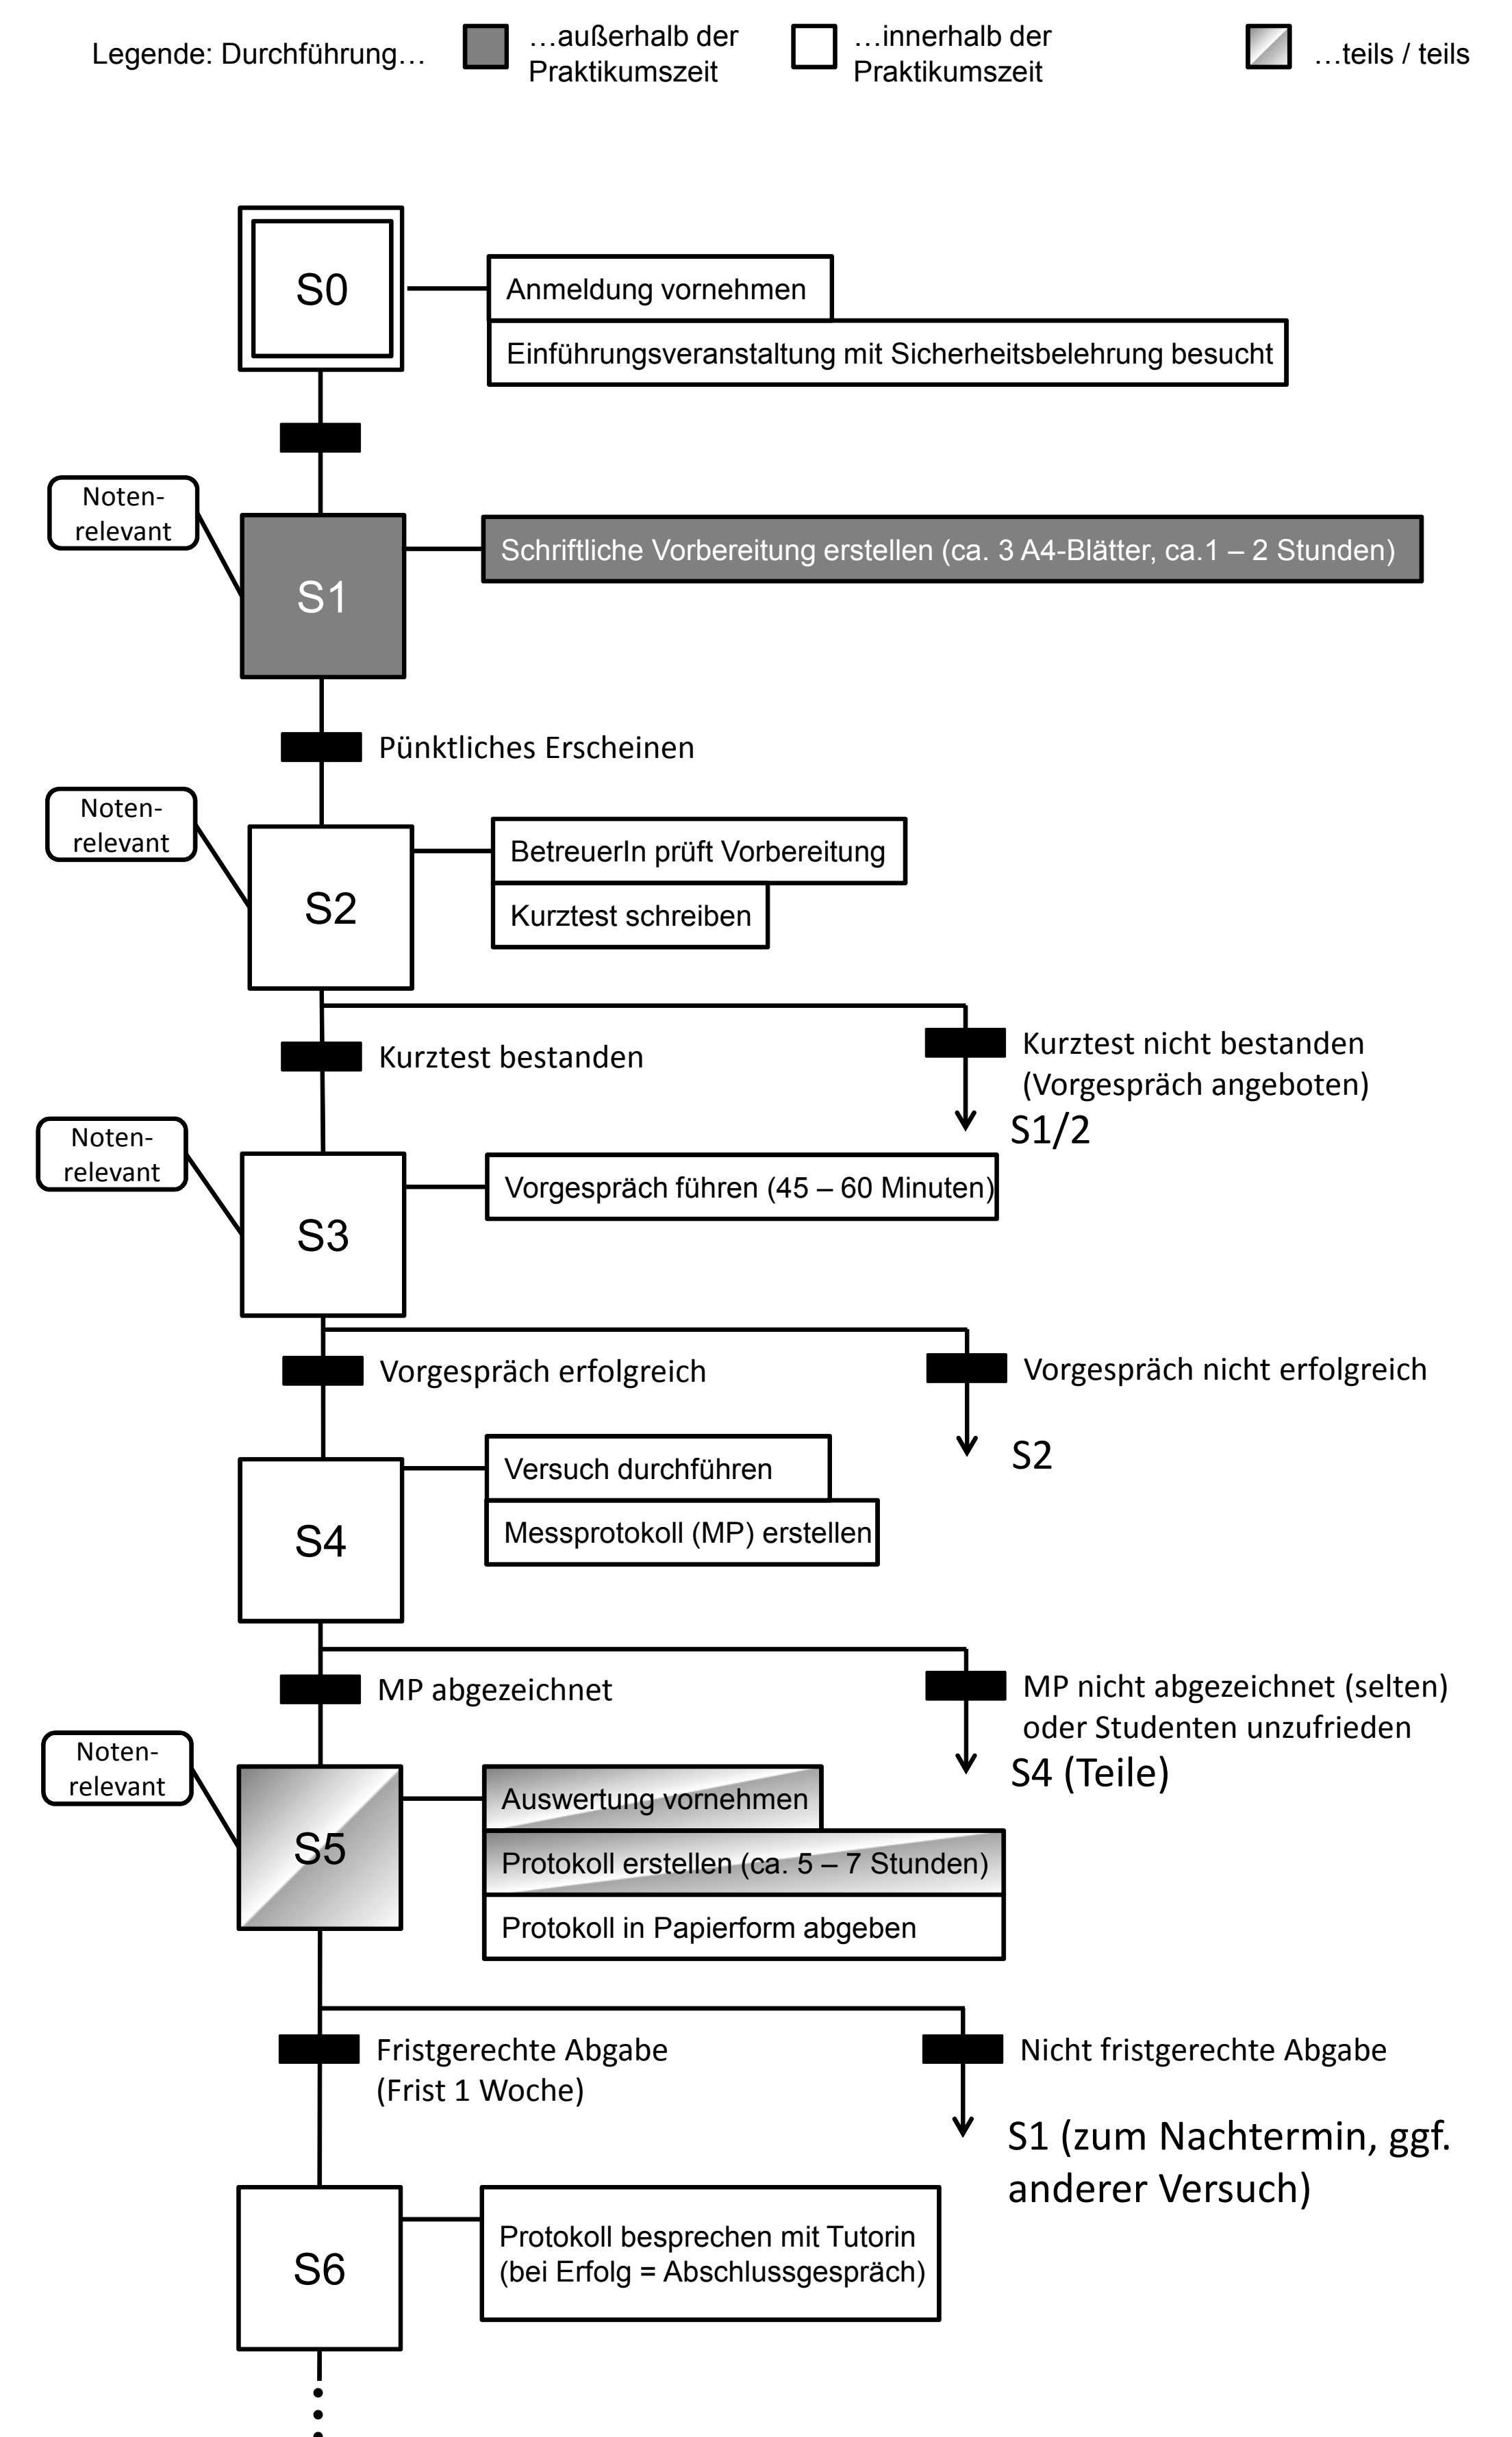 Legende: Durchführung…
…außerhalb der
Praktikumszeit
…innerhalb der
Praktikumszeit
…teils / teils
S0
Anmeldung vornehmen
Einführungsveranstaltung mit Sicherheitsbelehrung besucht
Noten-
relevant
S1
Schriftliche Vorbereitung erstellen (ca. 3 A4-Blätter, ca.1 – 2 Stunden)
Pünktliches Erscheinen
Noten-
relevant
S2
BetreuerIn prüft Vorbereitung
Kurztest schreiben
Kurztest bestanden
Kurztest nicht bestanden
(Vorgespräch angeboten)
S1/2
Noten-
relevant
S3
Vorgespräch führen (45 – 60 Minuten)
Vorgespräch erfolgreich
Vorgespräch nicht erfolgreich
S2
S4
Versuch durchführen
Messprotokoll (MP) erstellen
MP abgezeichnet
MP nicht abgezeichnet (selten)
oder Studenten unzufrieden
S4 (Teile)
Noten-
relevant
S5
Auswertung vornehmen
Protokoll erstellen (ca. 5 – 7 Stunden)
Protokoll in Papierform abgeben
Fristgerechte Abgabe
(Frist 1 Woche)
Nicht fristgerechte Abgabe
S1 (zum Nachtermin, ggf.
anderer Versuch)
S6
Protokoll besprechen mit Tutorin
(bei Erfolg = Abschlussgespräch)